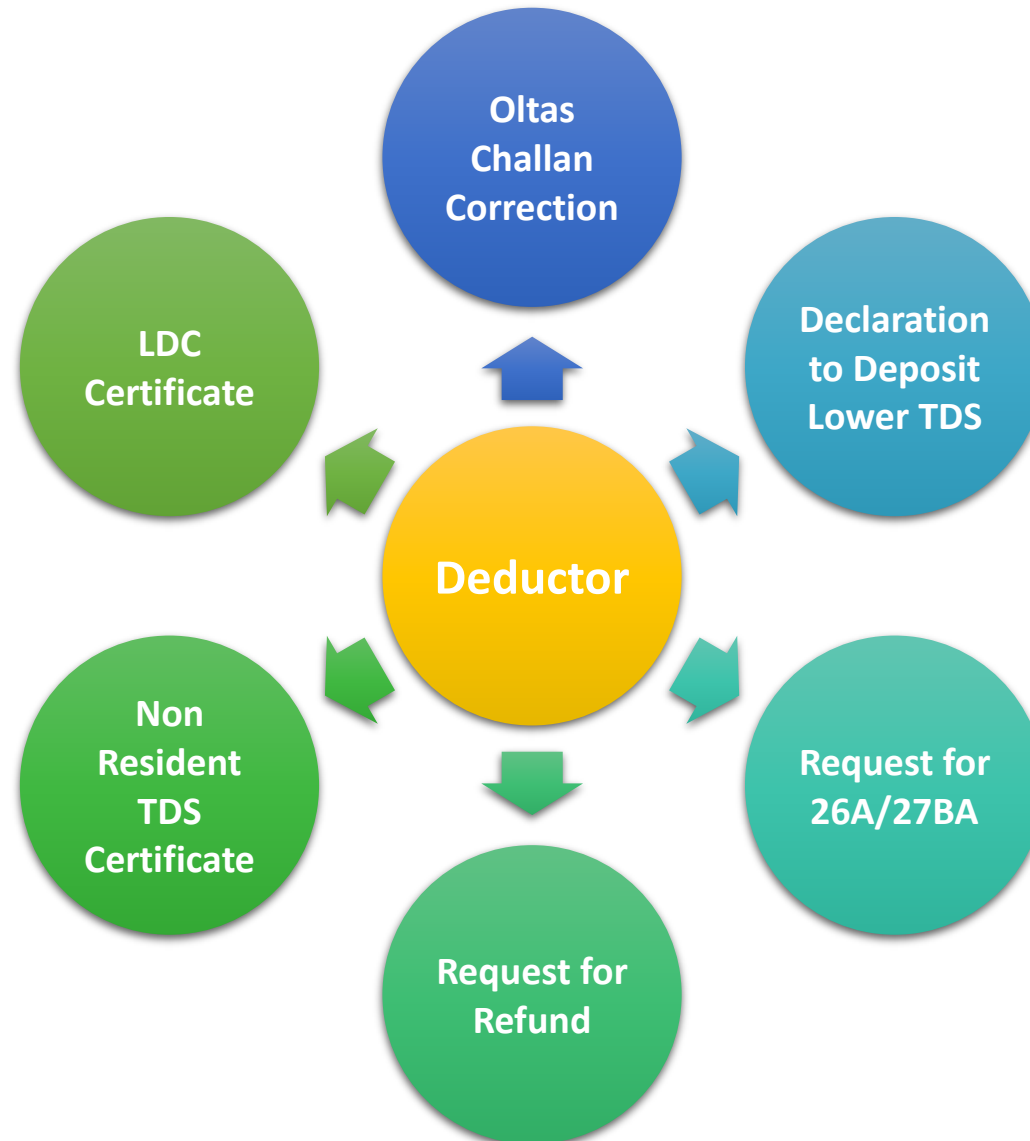 Oltas
Challan
Correction
LDC
Certificate
Declaration
to Deposit
Lower TDS
Deductor
Non
Resident
TDS
Certificate
Request for
26A/27BA
Request for
Refund